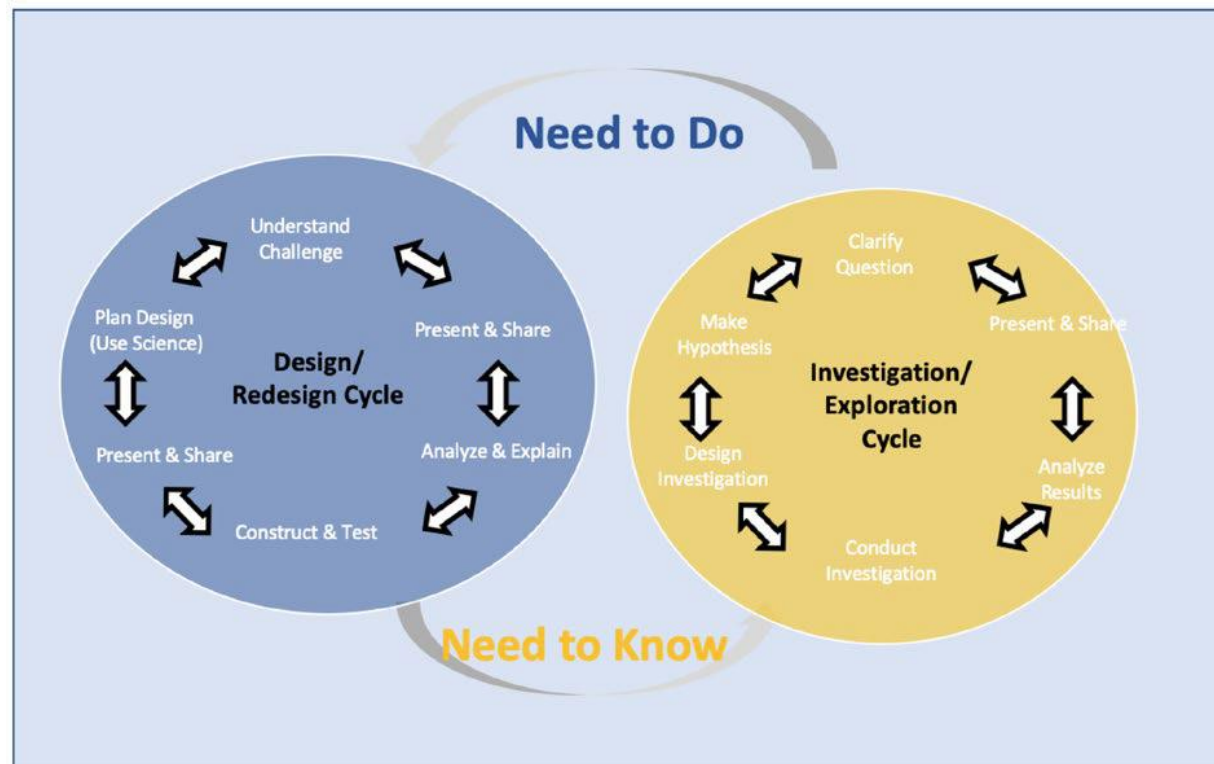 Need to Do
Understand
Challenge
Plan Design
(Use Science)
Present & Share
Design/
Redesign Cycle
Present & Share
Analyze & Explain
Construct & Test
Clarify
Question
Make
Hypothesis
Present & Share
Investigation/
Exploration
Cycle
Design
Investigation
Analyze
Results
Conduct
Investigation
Need to Know